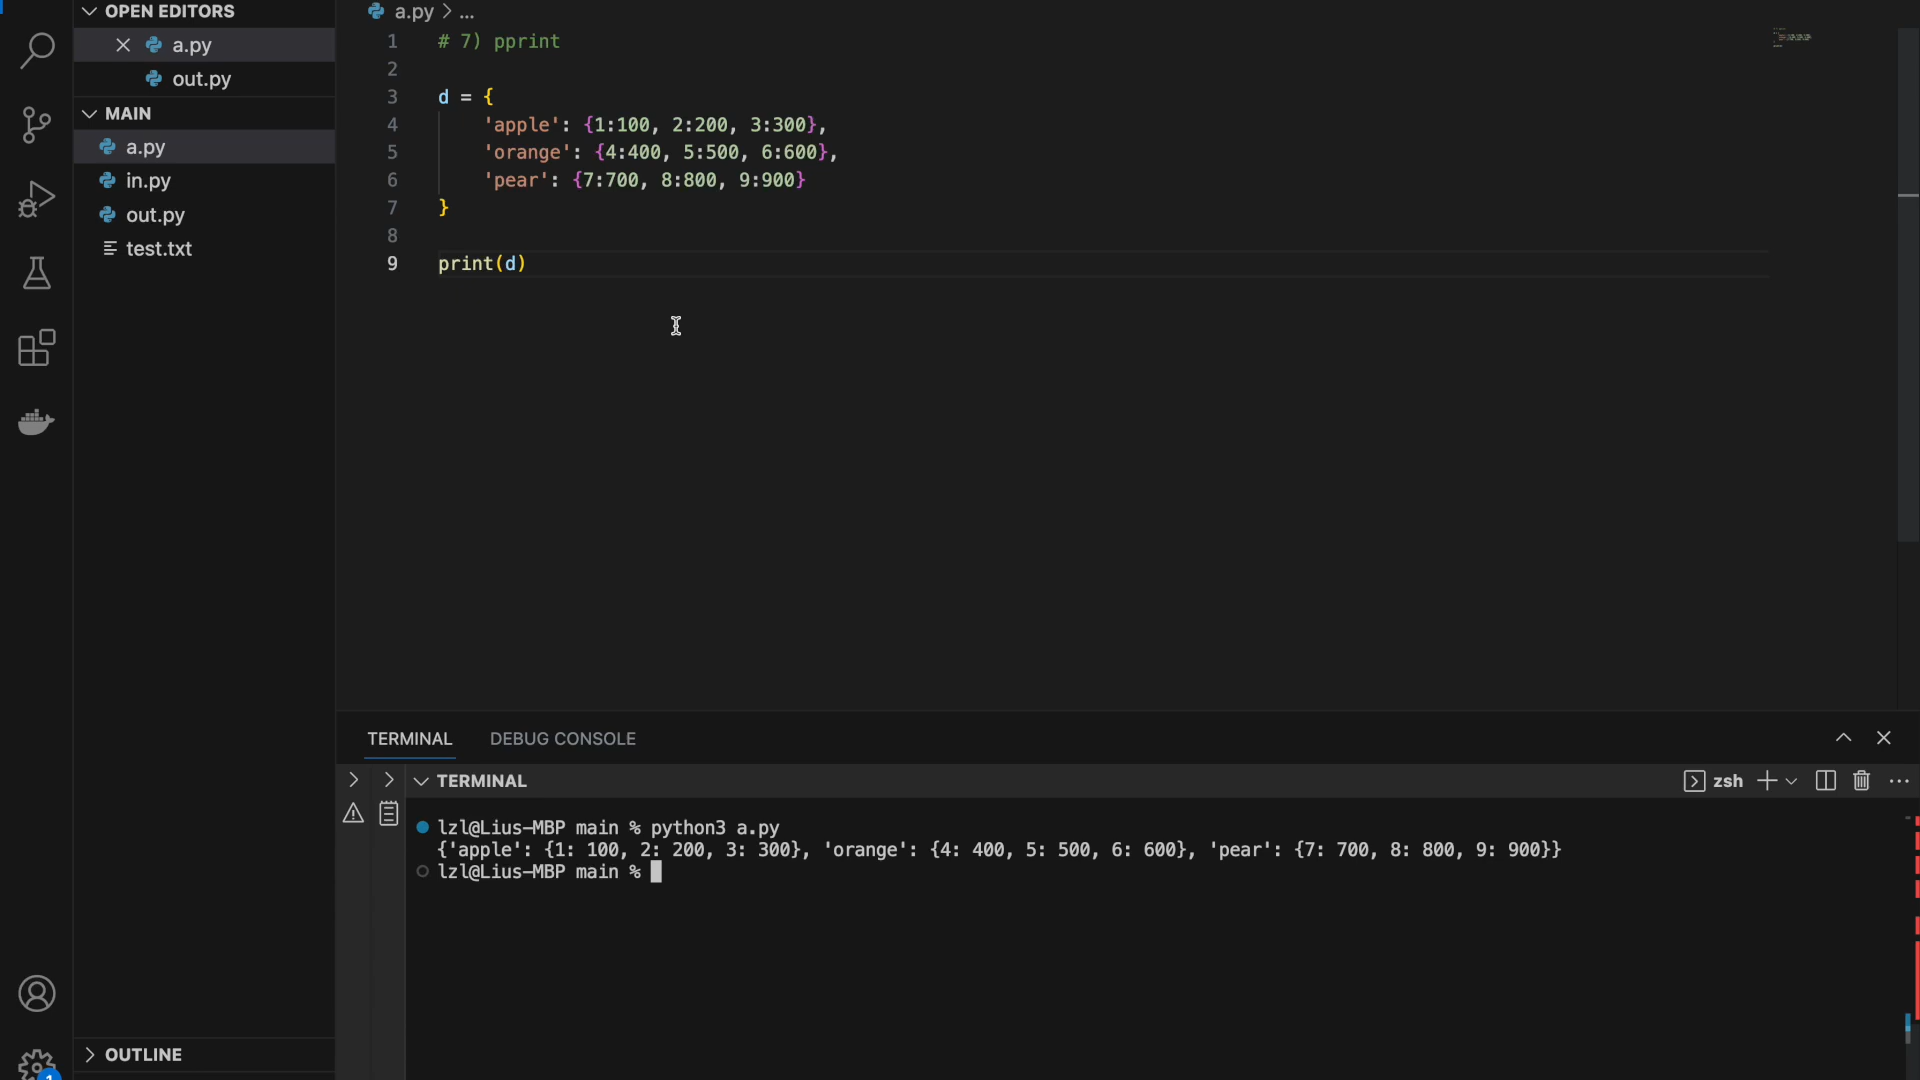 OPEN EDITORS
a.py
out.py
MAIN
a.py
in.py
out.py
test.txt
OUTLINE
1
a.py > ...
1 # 7) pprint
2
3 d = {
4 'apple': {1:100, 2:200, 3:300},
5 'orange': {4:400, 5:500, 6:600},
6 'pear': {7:700, 8:800, 9:900}
7 }
8
9 print(d)
TERMINAL DEBUG CONSOLE
TERMINAL
zsh
lzl@Lius-MBP main % python3 a.py
{'apple': {1: 100, 2: 200, 3: 300}, 'orange': {4: 400, 5: 500, 6: 600}, 'pear': {7: 700, 8: 800, 9: 900}}
lzl@Lius-MBP main %